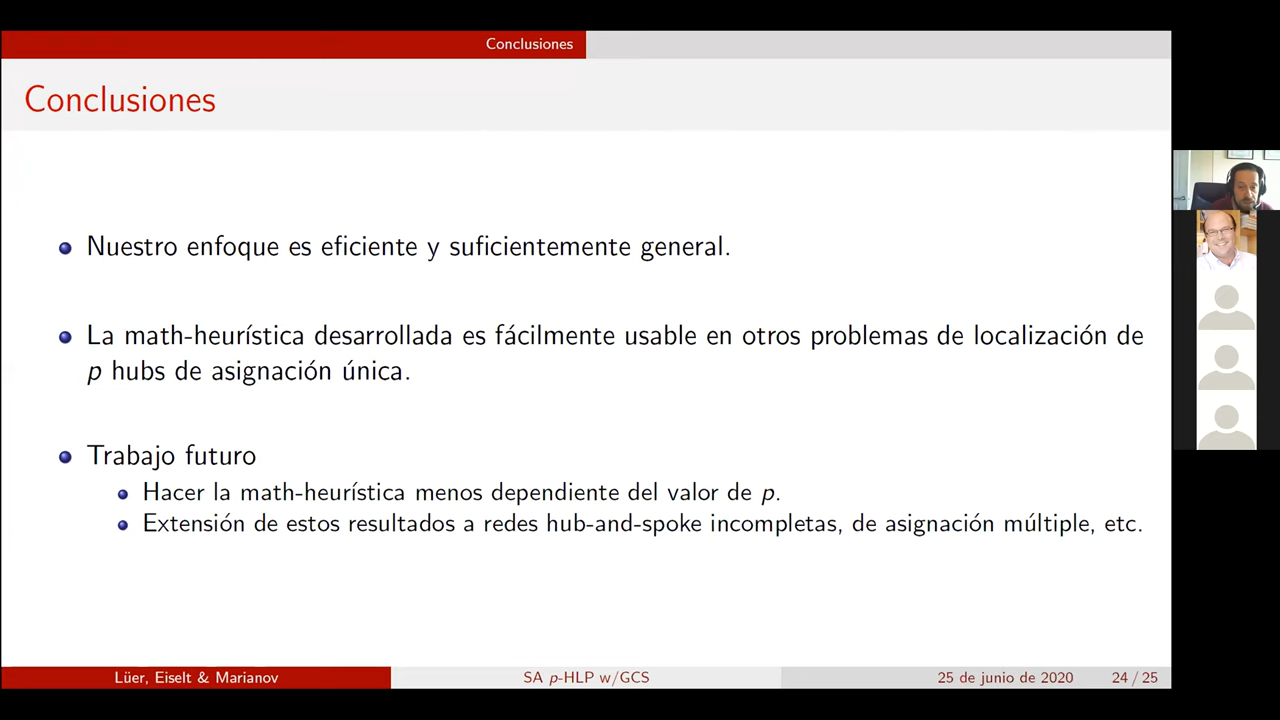 Conclusiones
Conclusiones
Nuestro enfoque es eficiente y suficientemente general.
La math-heurística desarrollada es fácilmente usable en otros problemas de localización de
p hubs de asignación única.
Trabajo futuro
Hacer la math-heurística menos dependiente del valor de p.
Extensión de estos resultados a redes hub-and-spoke incompletas, de asignación múltiple, etc.
Lüer, Eiselt & Marianov SA p-HLP w/GCS 25 de junio de 2020 24 / 25